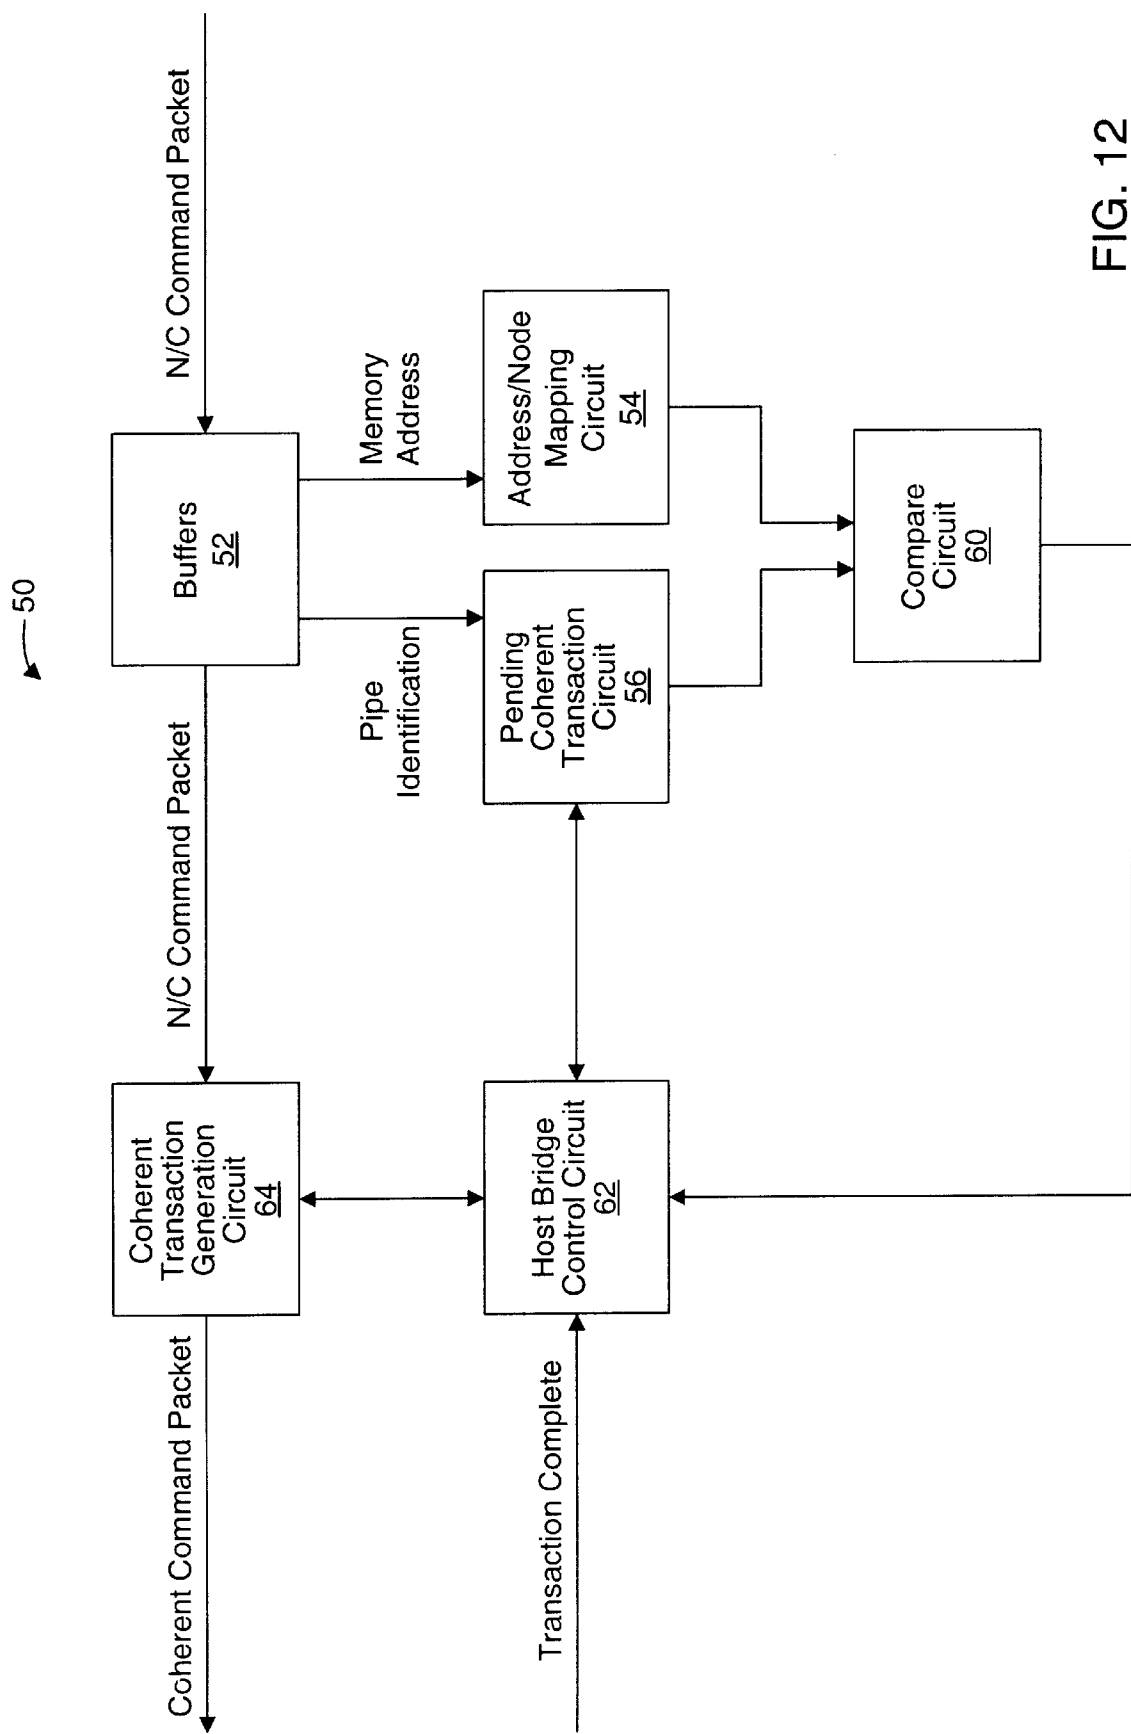 50
Coherent Command Packet
Coherent
Transaction
Generation
Circuit
64
N/C Command Packet
Buffers
52
N/C Command Packet
Pipe
Identification
Memory
Address
Transaction Complete
Host Bridge
Control Circuit
62
Pending
Coherent
Transaction
Circuit
56
Address/Node
Mapping
Circuit
54
Compare
Circuit
60
FIG. 12